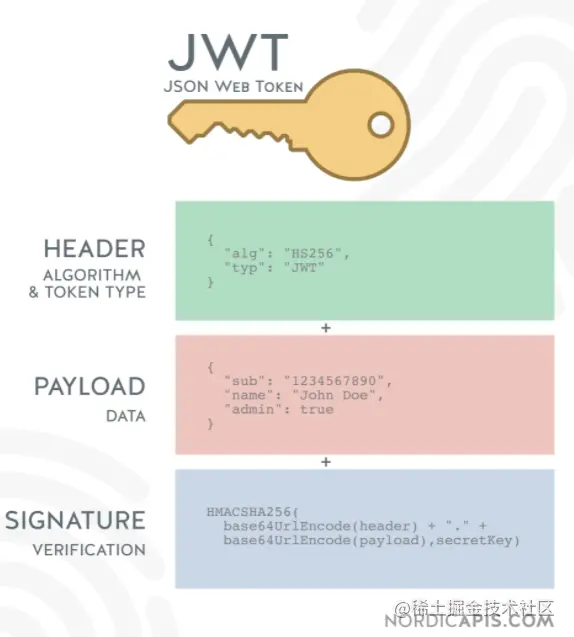 JWT
JSON WEB TOKEN
HEADER
ALGORITHM
& TOKEN TYPE
{
"alg": "HS256",
"typ": "JWT"
}
+
PAYLOAD
DATA
{
"sub": "1234567890",
"name": "John Doe",
"admin": true
}
+
SIGNATURE
VERIFICATION
HMACSHA256(
base64UrlEncode(header) + "." +
base64UrlEncode(payload),secretKey)
@稀土掘金技术社区
NORDICAPIS.COM